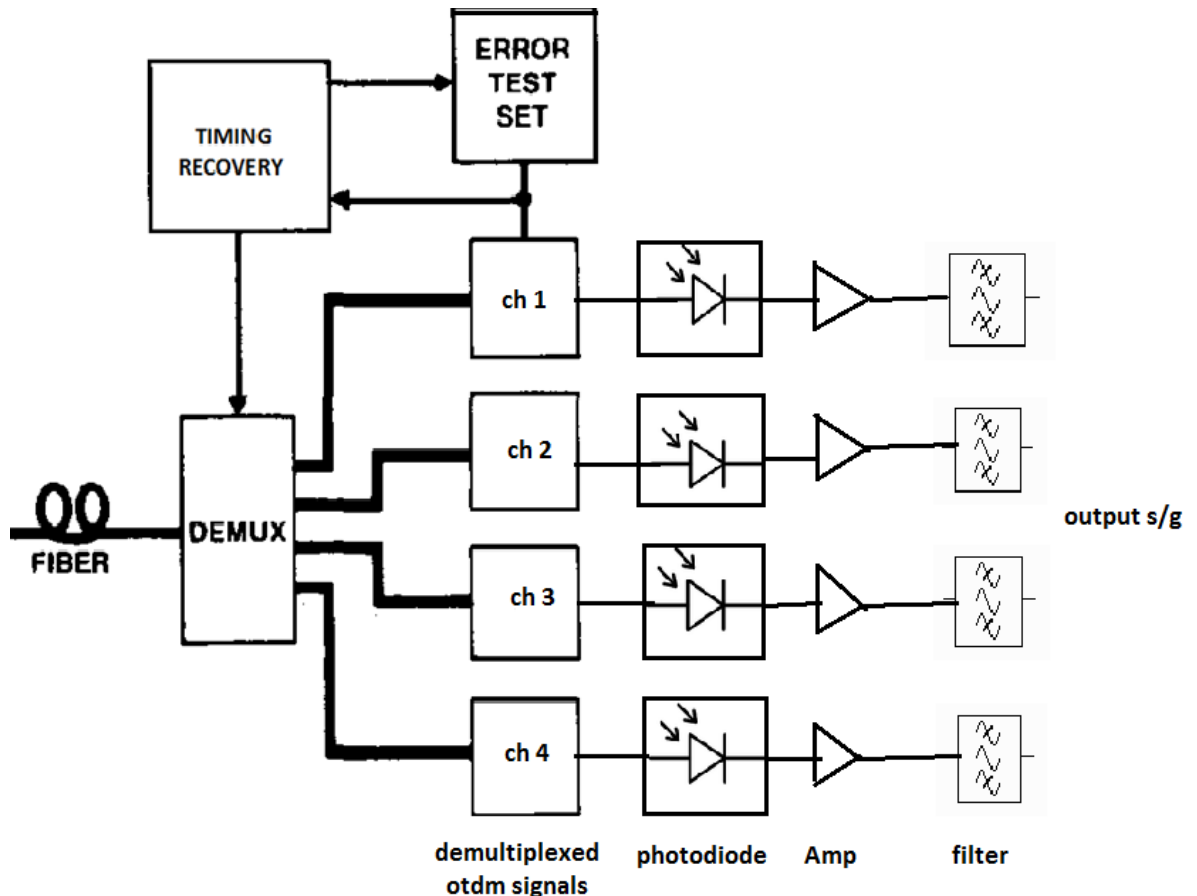 ERROR
TEST
SET
TIMING
RECOVERY
ch 1
ch 2
DEMUX
FIBER
output s/g
ch 3
ch 4
demultiplexed
otdm signals
photodiode
Amp
filter